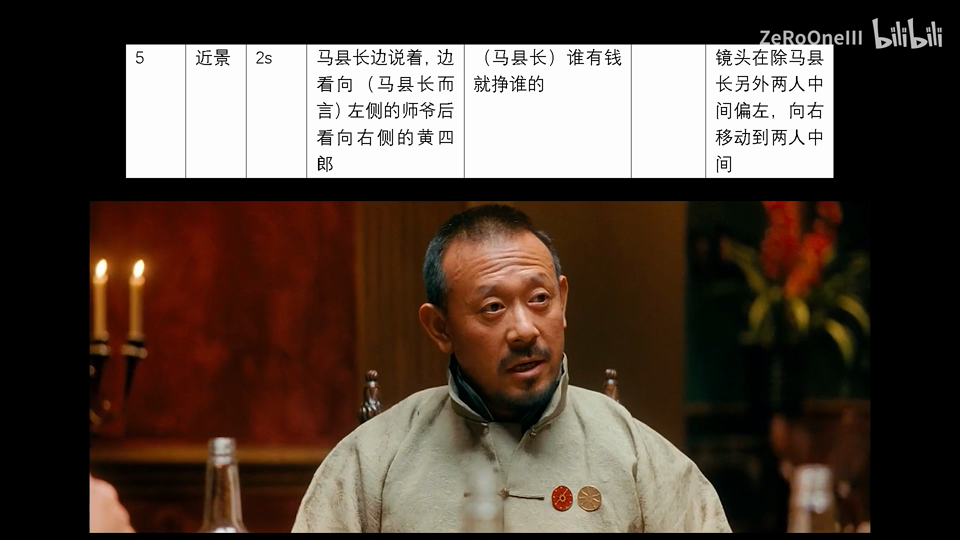 ZeRoOneIII bilibili
5
近景
2s
马县长边说着，边
看向（马县长而
言）左侧的师爷后
看向右侧的黄四
郎
（马县长）谁有钱
就挣谁的
镜头在除马县
长另外两人中
间偏左，向右
移动到两人中
间